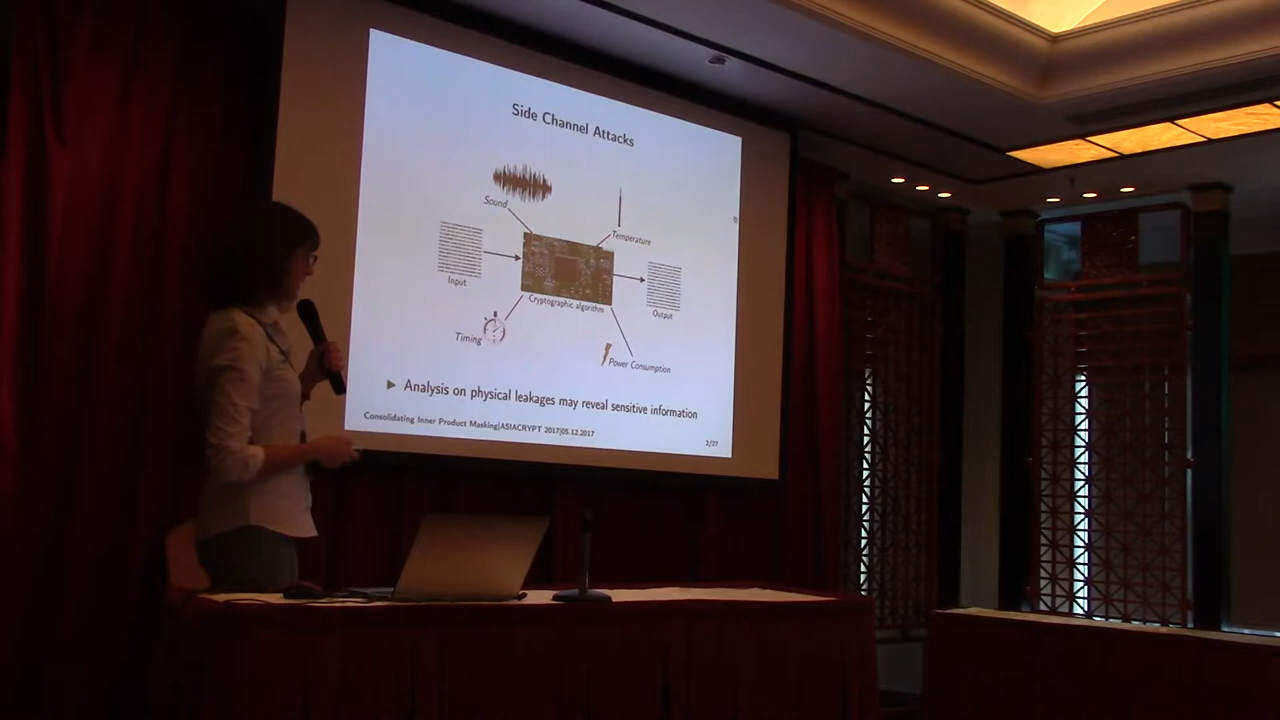 Side Channel Attacks
Sound
Temperature
Input
Cryptographic algorithm
Output
Timing
Power Consumption
Analysis on physical leakages may reveal sensitive information
Consolidating Inner Product Masking|ASIACRYPT 2017|05.12.2017
2/27